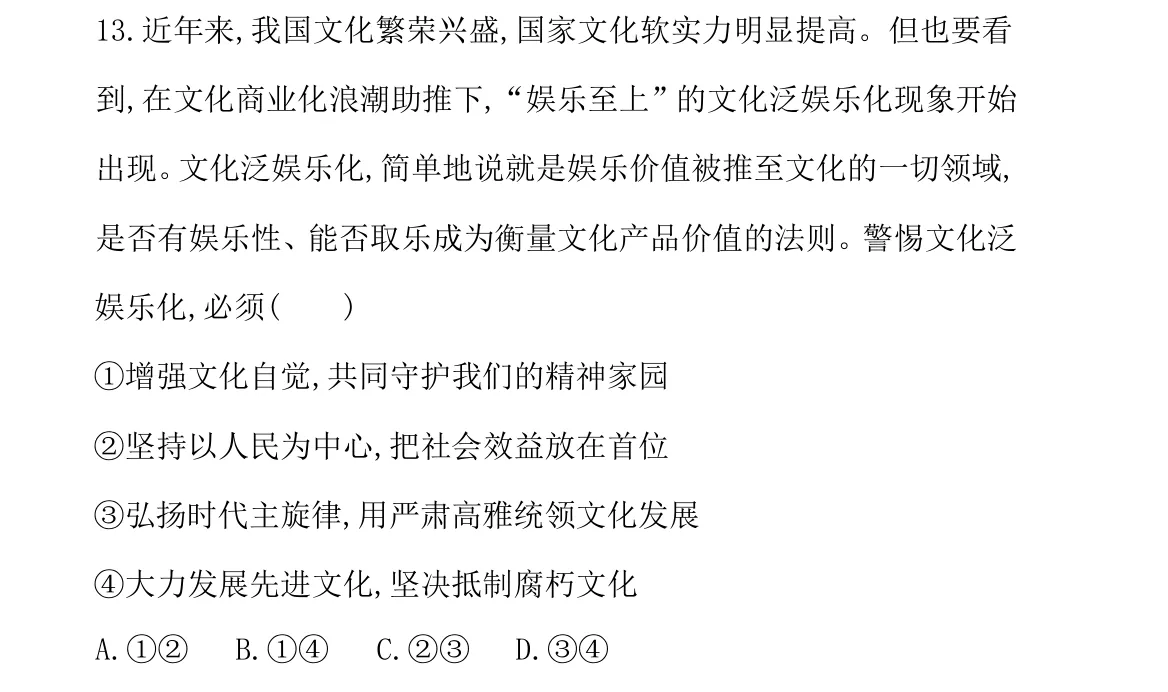 13.近年来,我国文化繁荣兴盛,国家文化软实力明显提高。但也要看
到,在文化商业化浪潮助推下,“娱乐至上”的文化泛娱乐化现象开始
出现。文化泛娱乐化,简单地说就是娱乐价值被推至文化的一切领域,
是否有娱乐性、能否取乐成为衡量文化产品价值的法则。警惕文化泛
娱乐化,必须(　　)
①增强文化自觉,共同守护我们的精神家园
②坚持以人民为中心,把社会效益放在首位
③弘扬时代主旋律,用严肃高雅统领文化发展
④大力发展先进文化,坚决抵制腐朽文化
A.①②　B.①④　C.②③　D.③④